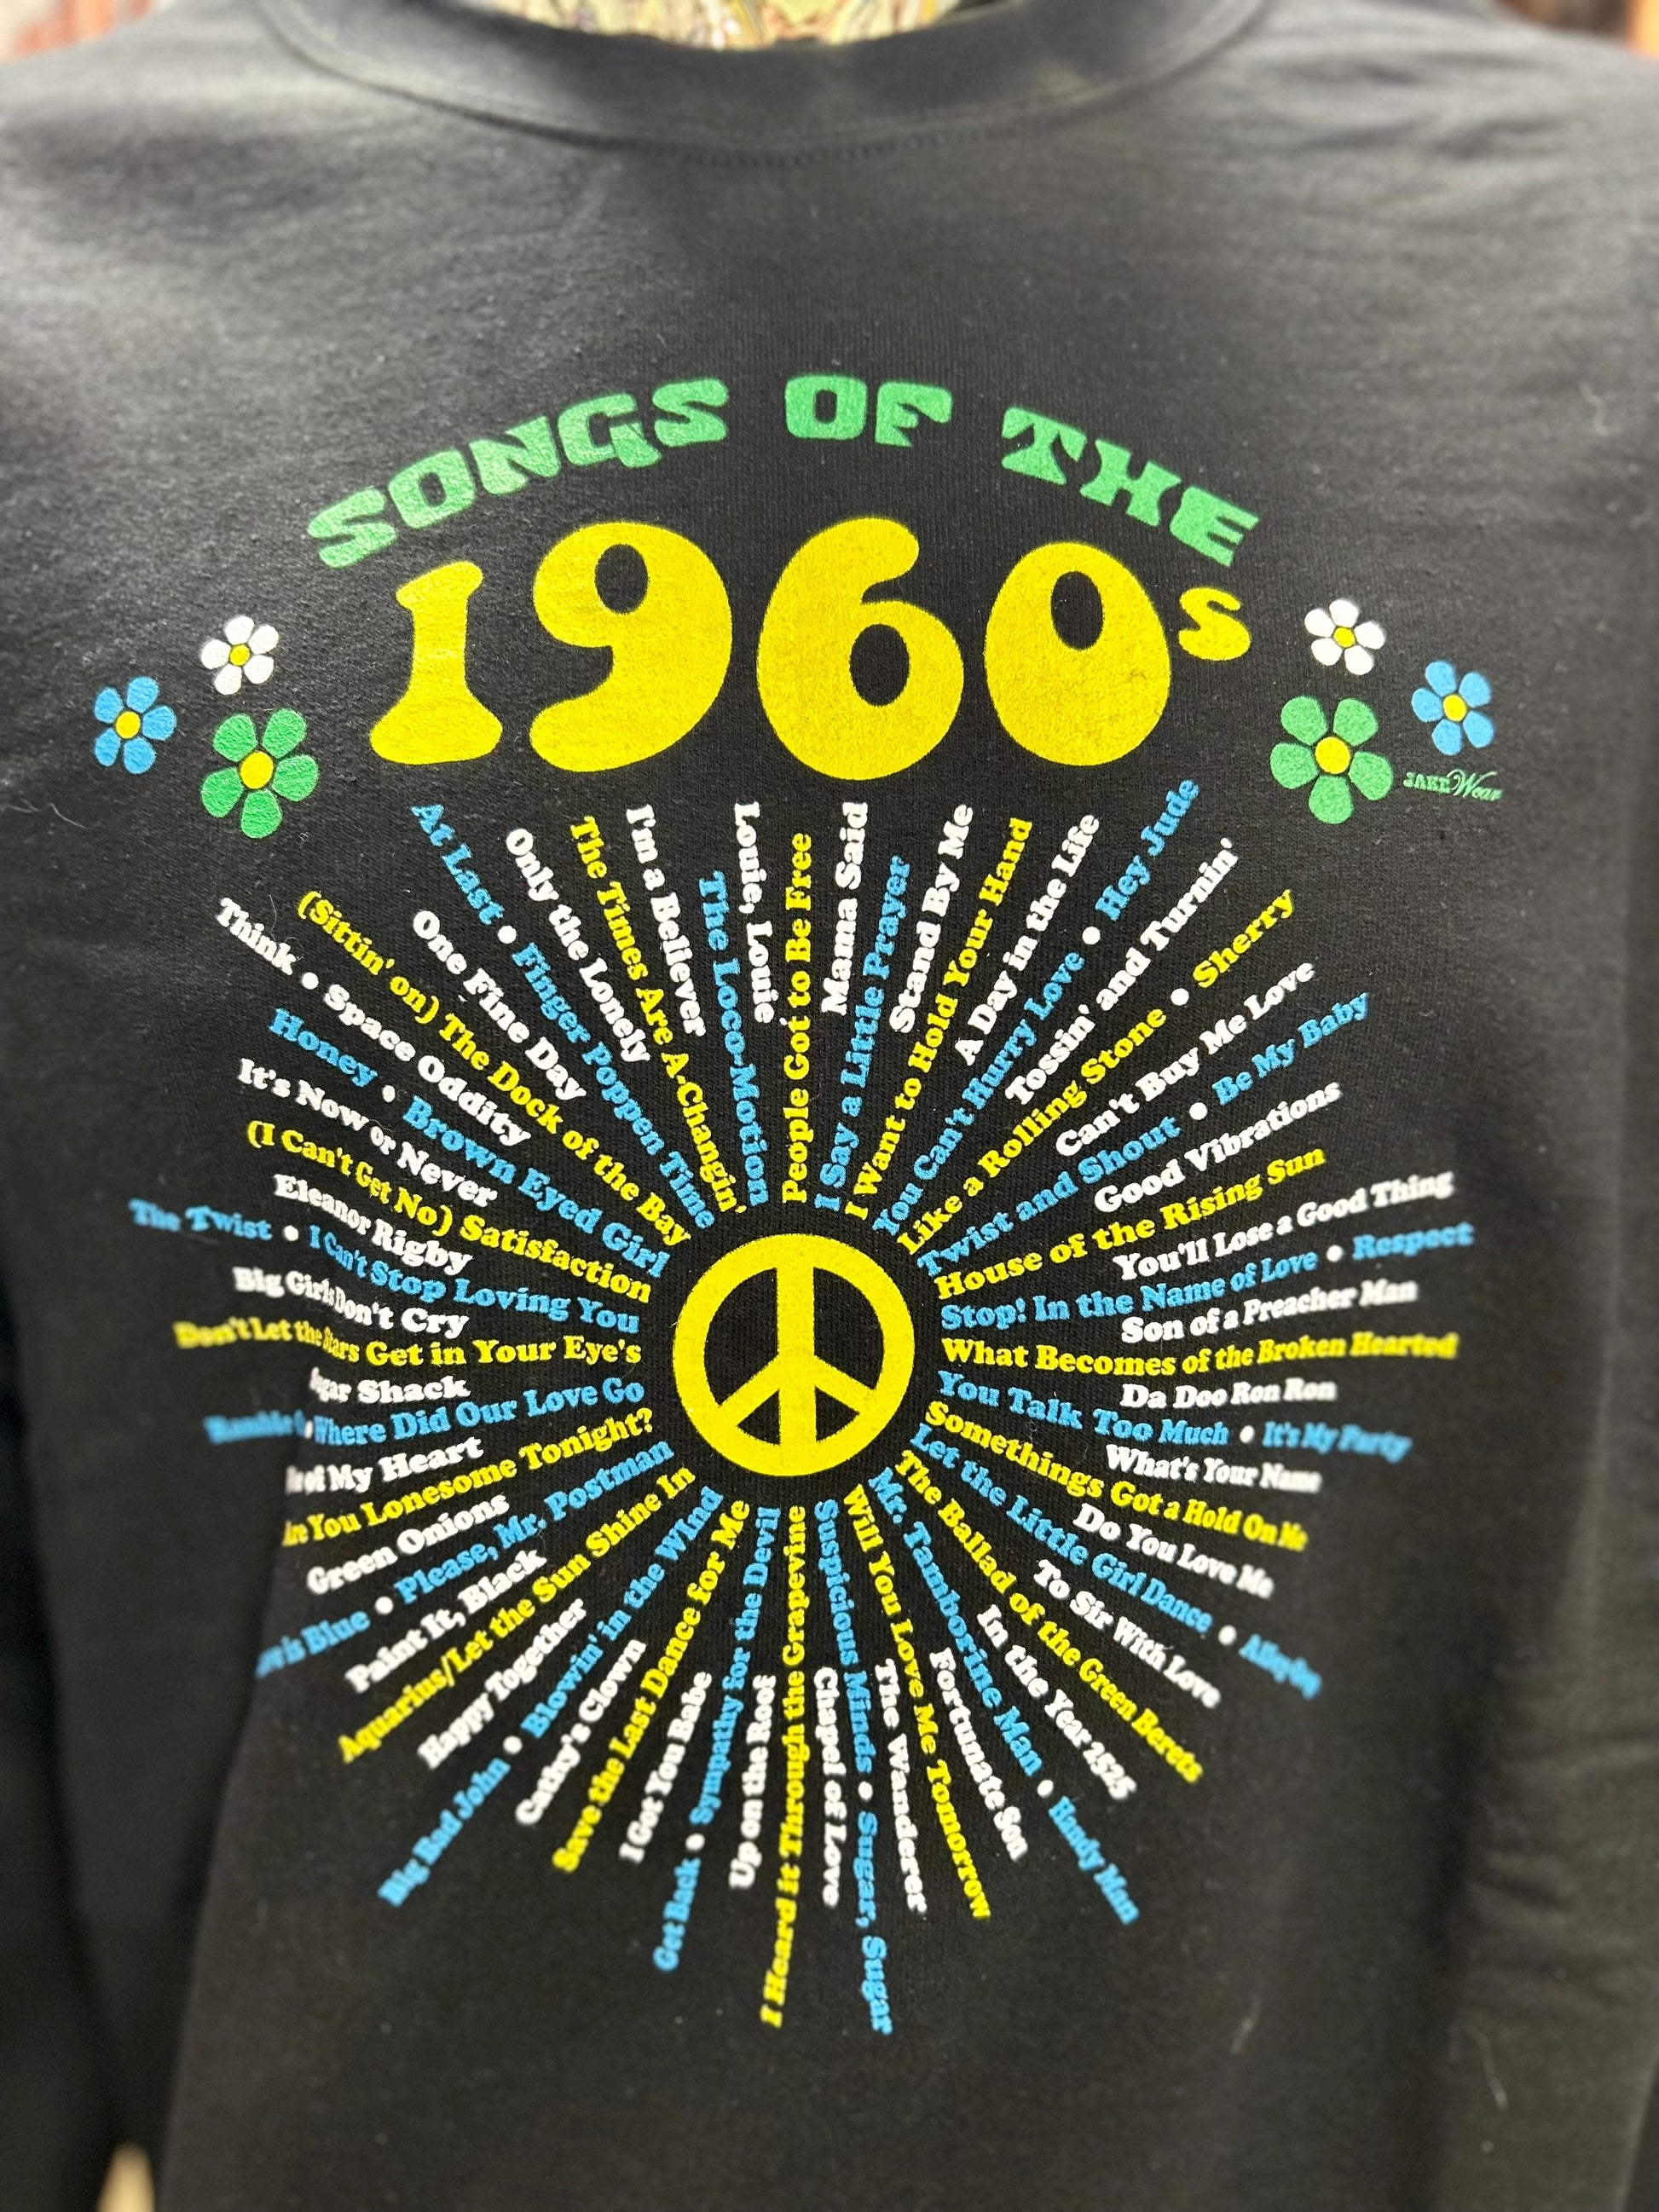 SONGS OF THE
1960s
JAKE Wear
At Last • Finger Poppen Time
Only the Lonely
The Times Are A-Changin'
I'm a Believer
The Loco-Motion
Louie, Louie
People Got to Be Free
Mama Said
I Say a Little Prayer
Stand By Me
I Want to Hold Your Hand
A Day in the Life
You Can't Hurry Love • Hey Jude
Tossin' and Turnin'
Like a Rolling Stone • Sherry
Can't Buy Me Love
Twist and Shout • Be My Baby
Good Vibrations
House of the Rising Sun
You'll Lose a Good Thing
Stop! In the Name of Love • Respect
Son of a Preacher Man
What Becomes of the Broken Hearted
Da Doo Ron Ron
You Talk Too Much • It's My Party
What's Your Name
Somethings Got a Hold On Me
Do You Love Me
Let the Little Girl Dance • Alley Oop
To Sir With Love
The Ballad of the Green Berets
In the Year 2525
Mr. Tamborine Man • Handy Man
Fortunate Son
Will You Love Me Tomorrow
The Wanderer
Suspicious Minds • Sugar, Sugar
Chapel of Love
I Heard it Through the Grapevine
Up on the Roof
Get Back • Sympathy for the Devil
I Got You Babe
Save the Last Dance for Me
Cathy's Clown
Big Bad John • Blowin' in the Wind
Happy Together
Aquarius/Let the Sun Shine In
Paint It, Black
is Blue • Please, Mr. Postman
Green Onions
Are You Lonesome Tonight?
of My Heart
• Where Did Our Love Go
Shack
Don't Let the Stars Get in Your Eye's
Big Girls Don't Cry
The Twist • I Can't Stop Loving You
Eleanor Rigby
(I Can't Get No) Satisfaction
It's Now or Never
Honey • Brown Eyed Girl
Think • Space Oddity
(Sittin' on) The Dock of the Bay
One Fine Day